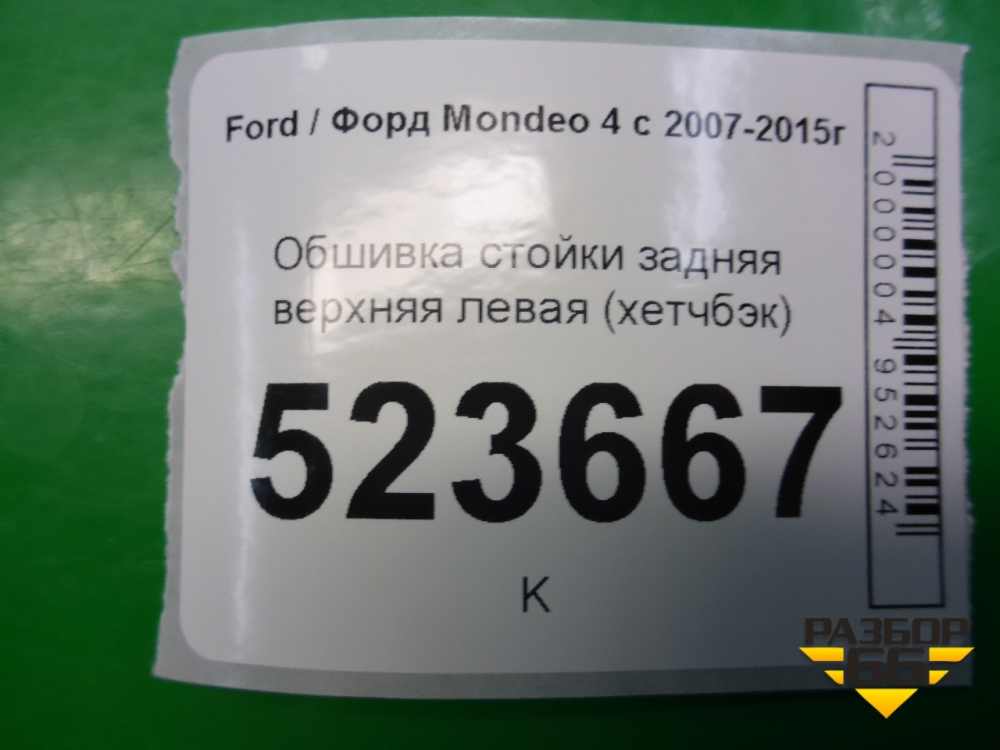 Ford / Форд Mondeo 4 с 2007-2015г
Обшивка стойки задняя
верхняя левая (хетчбэк)
523667
К
2000004952624
РАЗБОР
66